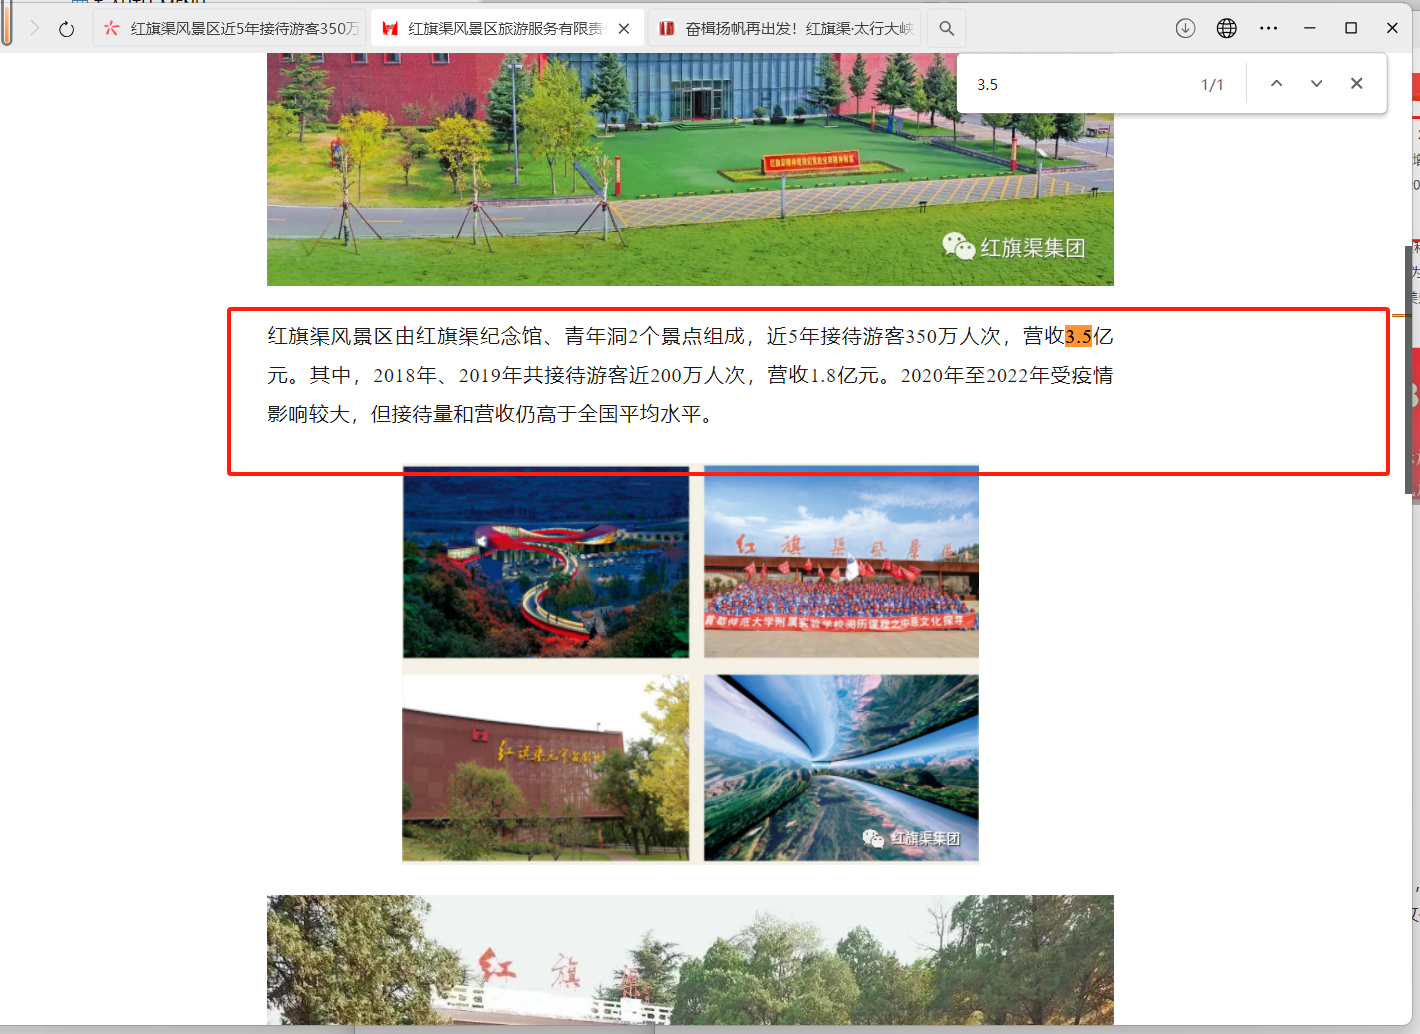 红旗渠风景区近5年接待游客350万
红旗渠风景区旅游服务有限责
奋楫扬帆再出发！红旗渠·太行大峡
3.5
1/1
红旗渠集团
红旗渠风景区由红旗渠纪念馆、青年洞2个景点组成，近5年接待游客350万人次，营收3.5亿
元。其中，2018年、2019年共接待游客近200万人次，营收1.8亿元。2020年至2022年受疫情
影响较大，但接待量和营收仍高于全国平均水平。
红旗渠风景区
首都师范大学附属实验学校阅历课程之中原文化探寻
红旗渠元宇宙剧场
红旗渠集团
红旗渠